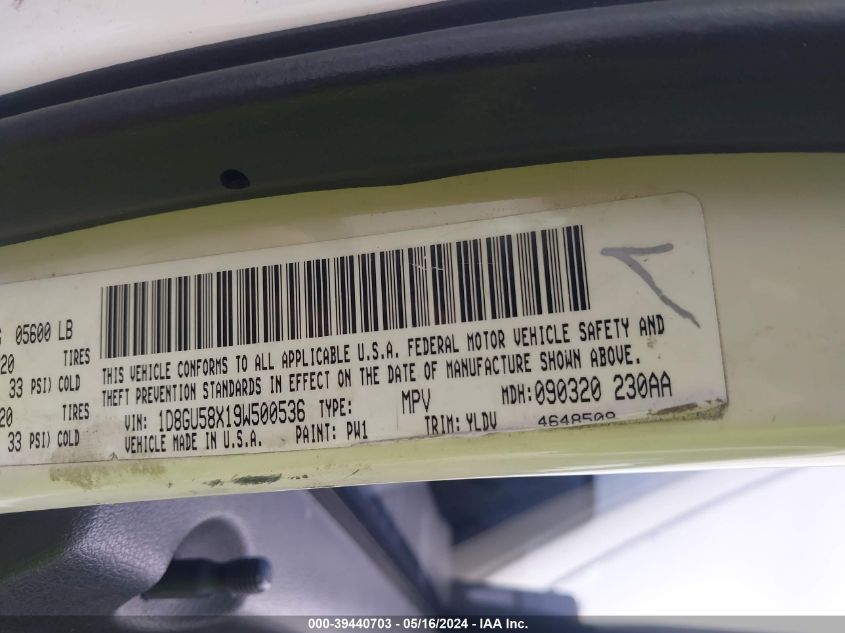 G 05600 LB
20 TIRES
33 PSI) COLD
20 TIRES
33 PSI) COLD
THIS VEHICLE CONFORMS TO ALL APPLICABLE U.S.A. FEDERAL MOTOR VEHICLE SAFETY AND
THEFT PREVENTION STANDARDS IN EFFECT ON THE DATE OF MANUFACTURE SHOWN ABOVE.
VIN: 1D8GU58X19W500536 TYPE: MPV MDH: 090320 230AA
VEHICLE MADE IN U.S.A. PAINT: PW1 TRIM: YLDV 4648509
000-39440703 - 05/16/2024 - IAA Inc.